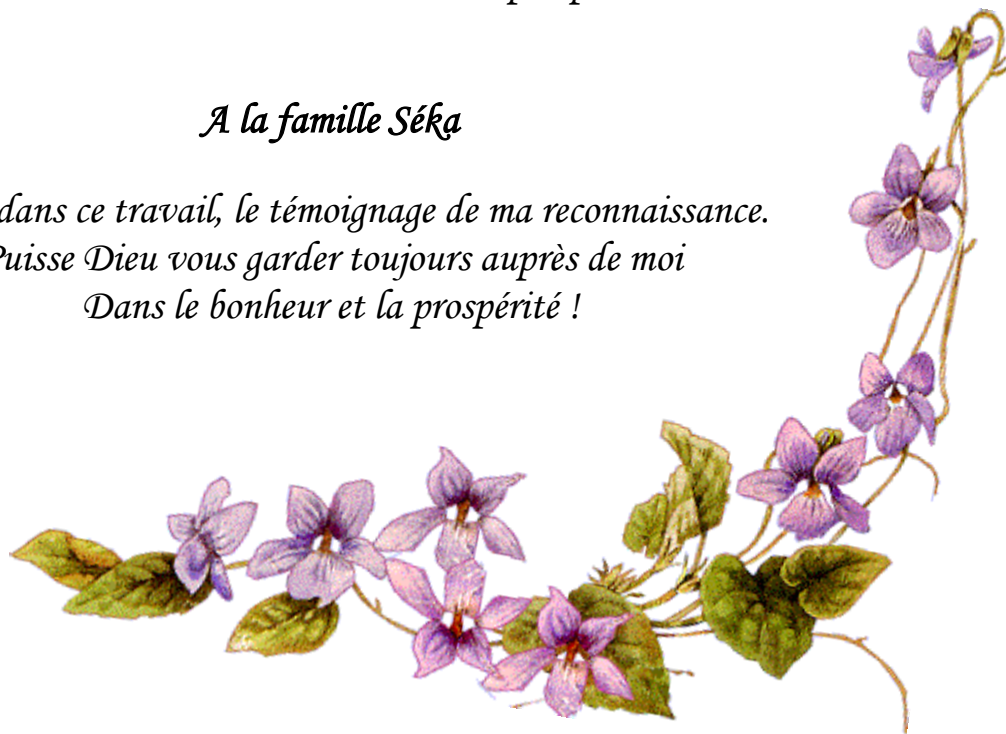 A la famille Séka
dans ce travail, le témoignage de ma reconnaissance.
Puisse Dieu vous garder toujours auprès de moi
Dans le bonheur et la prospérité !